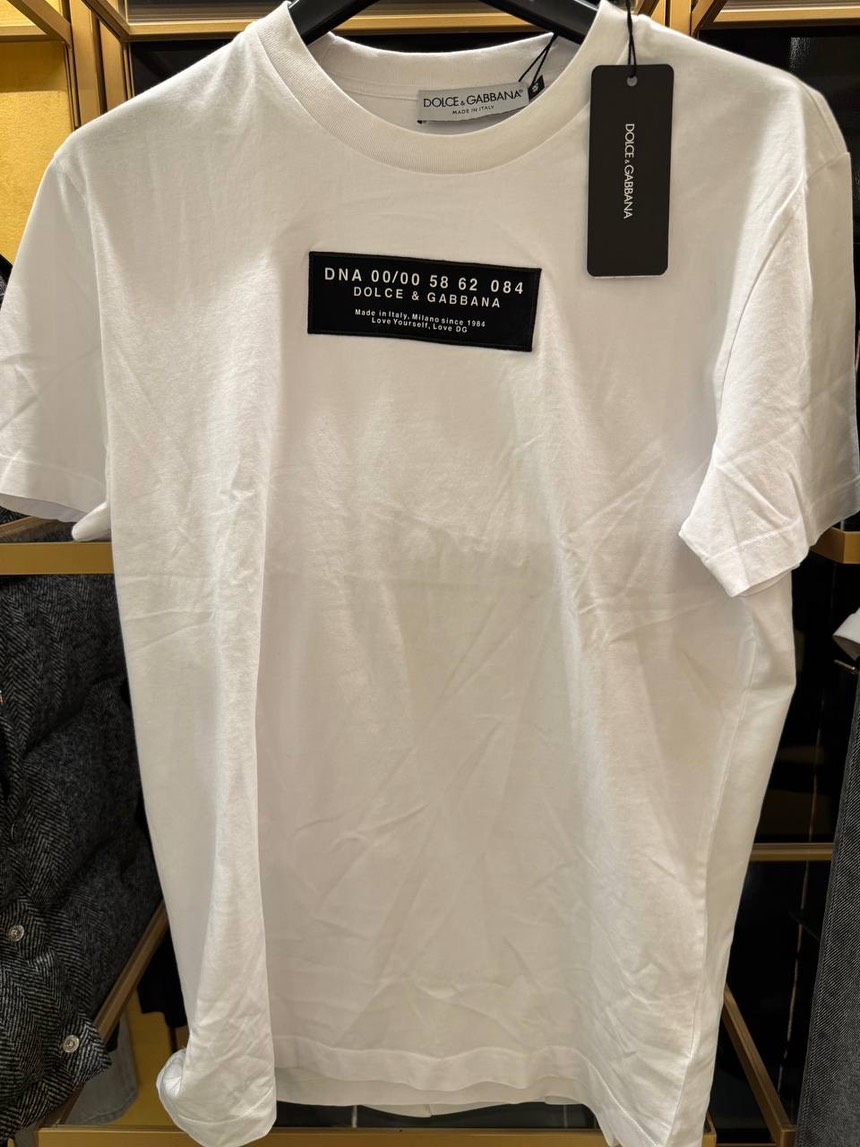 DOLCE & GABBANA®
MADE IN ITALY
DOLCE & GABBANA
DNA 00/00 58 62 084
DOLCE & GABBANA
Made in Italy, Milano since 1984
Love Yourself, Love DG